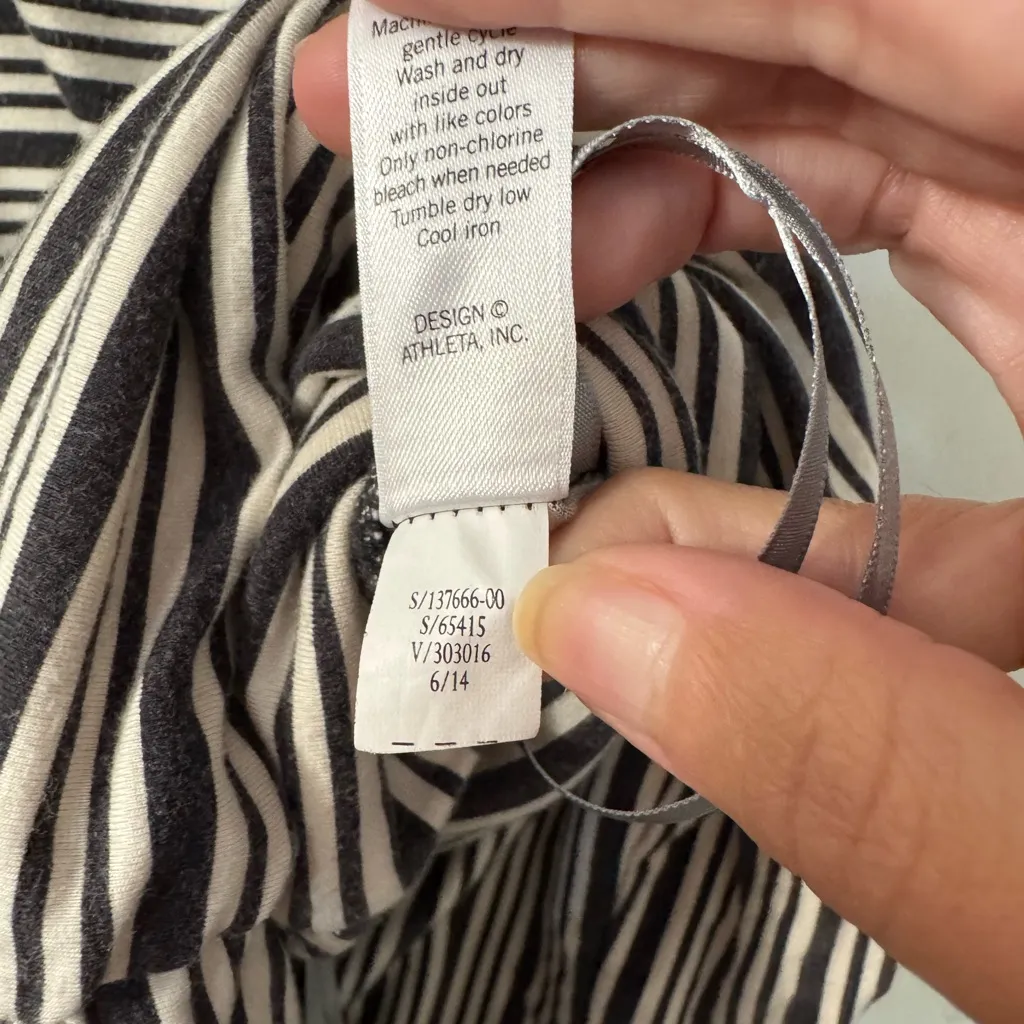 Machine
gentle cycle
Wash and dry
inside out
with like colors
Only non-chlorine
bleach when needed
Tumble dry low
Cool iron
DESIGN ©
ATHLETA, INC.
S/137666-00
S/65415
V/303016
6/14